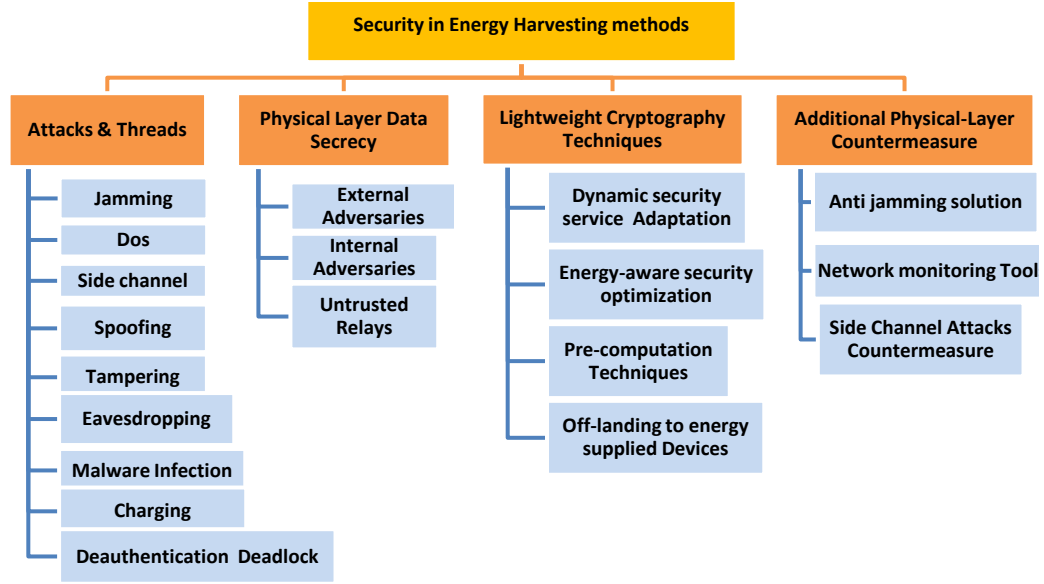 Security in Energy Harvesting methods
Attacks & Threads
Jamming
Dos
Side channel
Spoofing
Tampering
Eavesdropping
Malware Infection
Charging
Deauthentication Deadlock
Physical Layer Data
Secrecy
External
Adversaries
Internal
Adversaries
Untrusted
Relays
Lightweight Cryptography
Techniques
Dynamic security
service Adaptation
Energy-aware security
optimization
Pre-computation
Techniques
Off-landing to energy
supplied Devices
Additional Physical-Layer
Countermeasure
Anti jamming solution
Network monitoring Tool
Side Channel Attacks
Countermeasure